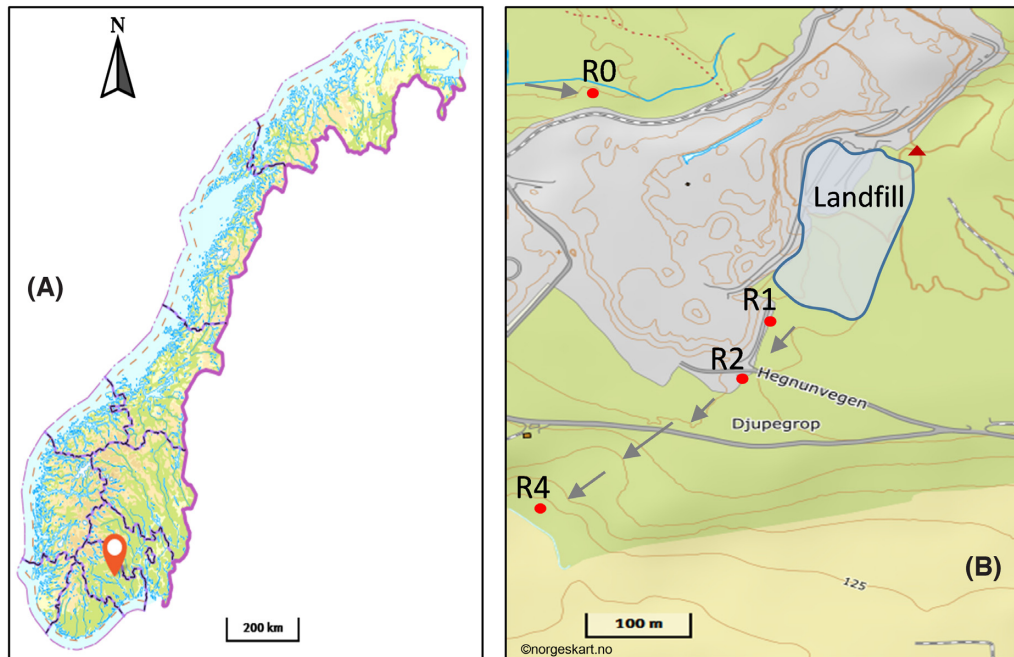 N
(A)
200 km
R0
Landfill
R1
R2
Hegnunvegen
Djupegrop
R4
(B)
125
100 m
©norgeskart.no